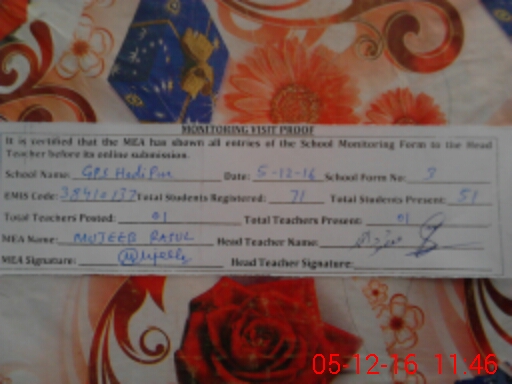 MONITORING VISIT PROOF
It is certified that the MEA has shown all entries of the School Monitoring Form to the Head
Teacher before its online submission.
School Name: GPS Hadi Pur Date: 5-12-16 School Form No: 3
EMIS Code: 38410137 Total Students Registered: 71 Total Students Present: 51
Total Teachers Posted: 01 Total Teachers Present: 01
MEA Name: MUJEEB RASUL Head Teacher Name:
MEA Signature: Head Teacher Signature:
05-12-16 11.46